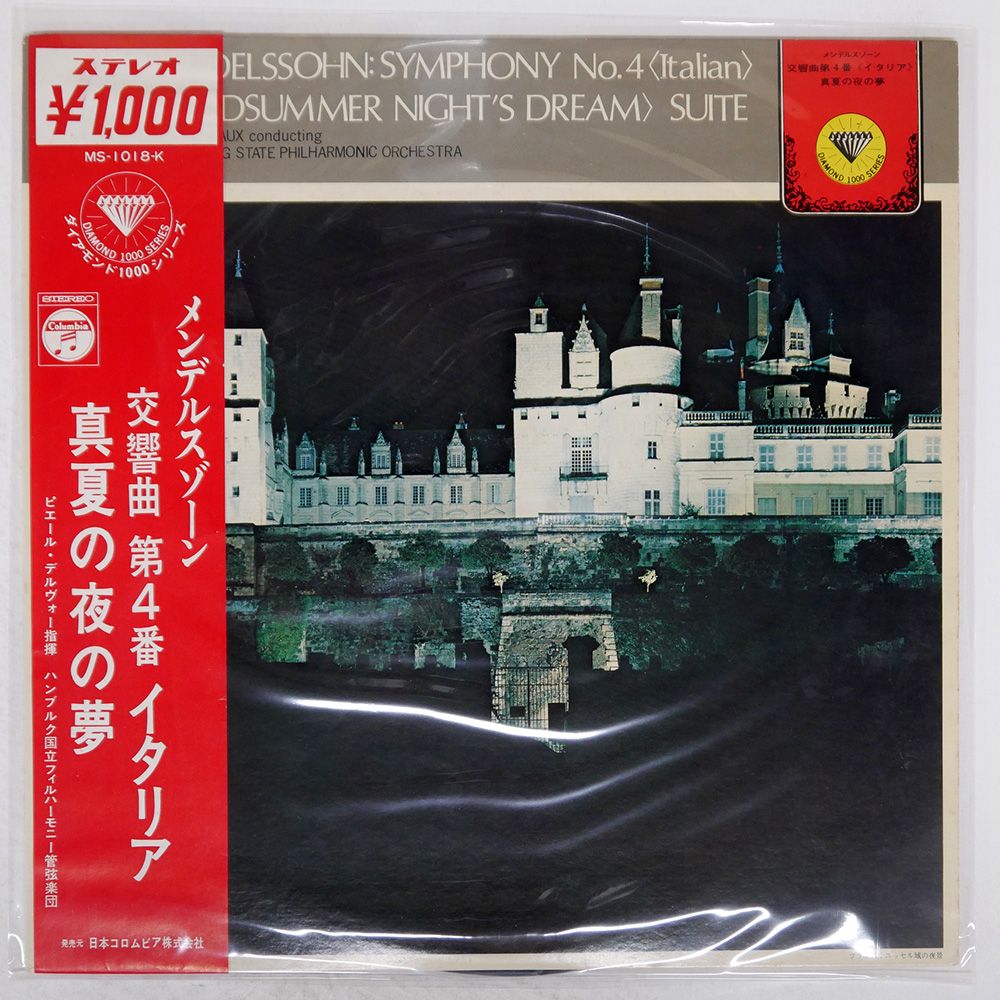 ステレオ
¥1,000
MS-1018-K
DIAMOND 1000 SERIES
ダイアモンド1000シリーズ
STEREO
Columbia
メンデルスゾーン
交響曲 第4番 イタリア
真夏の夜の夢
ピエール・デルヴォー指揮 ハンブルク国立フィルハーモニー管弦楽団
発売元 日本コロムビア株式会社
DELSSOHN: SYMPHONY No. 4 〈Italian〉
DSUMMER NIGHT'S DREAM〉 SUITE
AUX conducting
G STATE PHILHARMONIC ORCHESTRA
メンデルスゾーン
交響曲第4番《イタリア》
真夏の夜の夢
DIAMOND 1000 SERIES
セル城の夜景